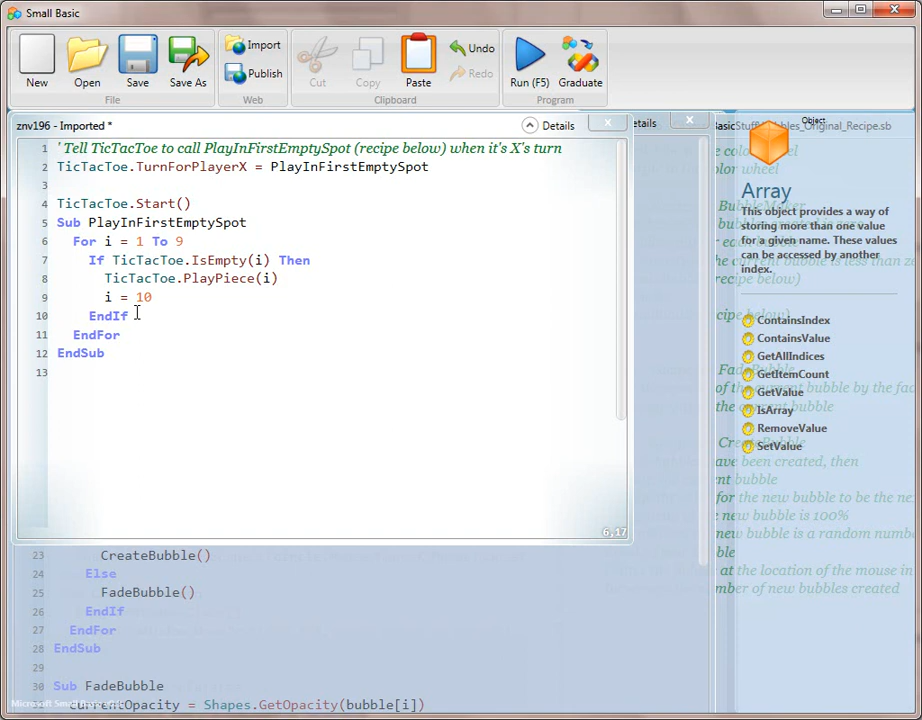 Small Basic
New
Open
Save
Save As
File
Import
Publish
Web
Cut
Copy
Paste
Undo
Redo
Clipboard
Run (F5)
Graduate
Program
znv196 - Imported *
Details
1 ' Tell TicTacToe to call PlayInFirstEmptySpot (recipe below) when it's X's turn
2 TicTacToe.TurnForPlayerX = PlayInFirstEmptySpot
3
4 TicTacToe.Start()
5 Sub PlayInFirstEmptySpot
6 For i = 1 To 9
7 If TicTacToe.IsEmpty(i) Then
8 TicTacToe.PlayPiece(i)
9 i = 10
10 EndIf
11 EndFor
12 EndSub
13
6,17
23 CreateBubble()
24 Else
25 FadeBubble()
26 EndIf
27 EndFor
28 EndSub
29
30 Sub FadeBubble
currentOpacity = Shapes.GetOpacity(bubble[i])
Object
Array
This object provides a way of
storing more than one value
for a given name. These values
can be accessed by another
index.
ContainsIndex
ContainsValue
GetAllIndices
GetItemCount
GetValue
IsArray
RemoveValue
SetValue